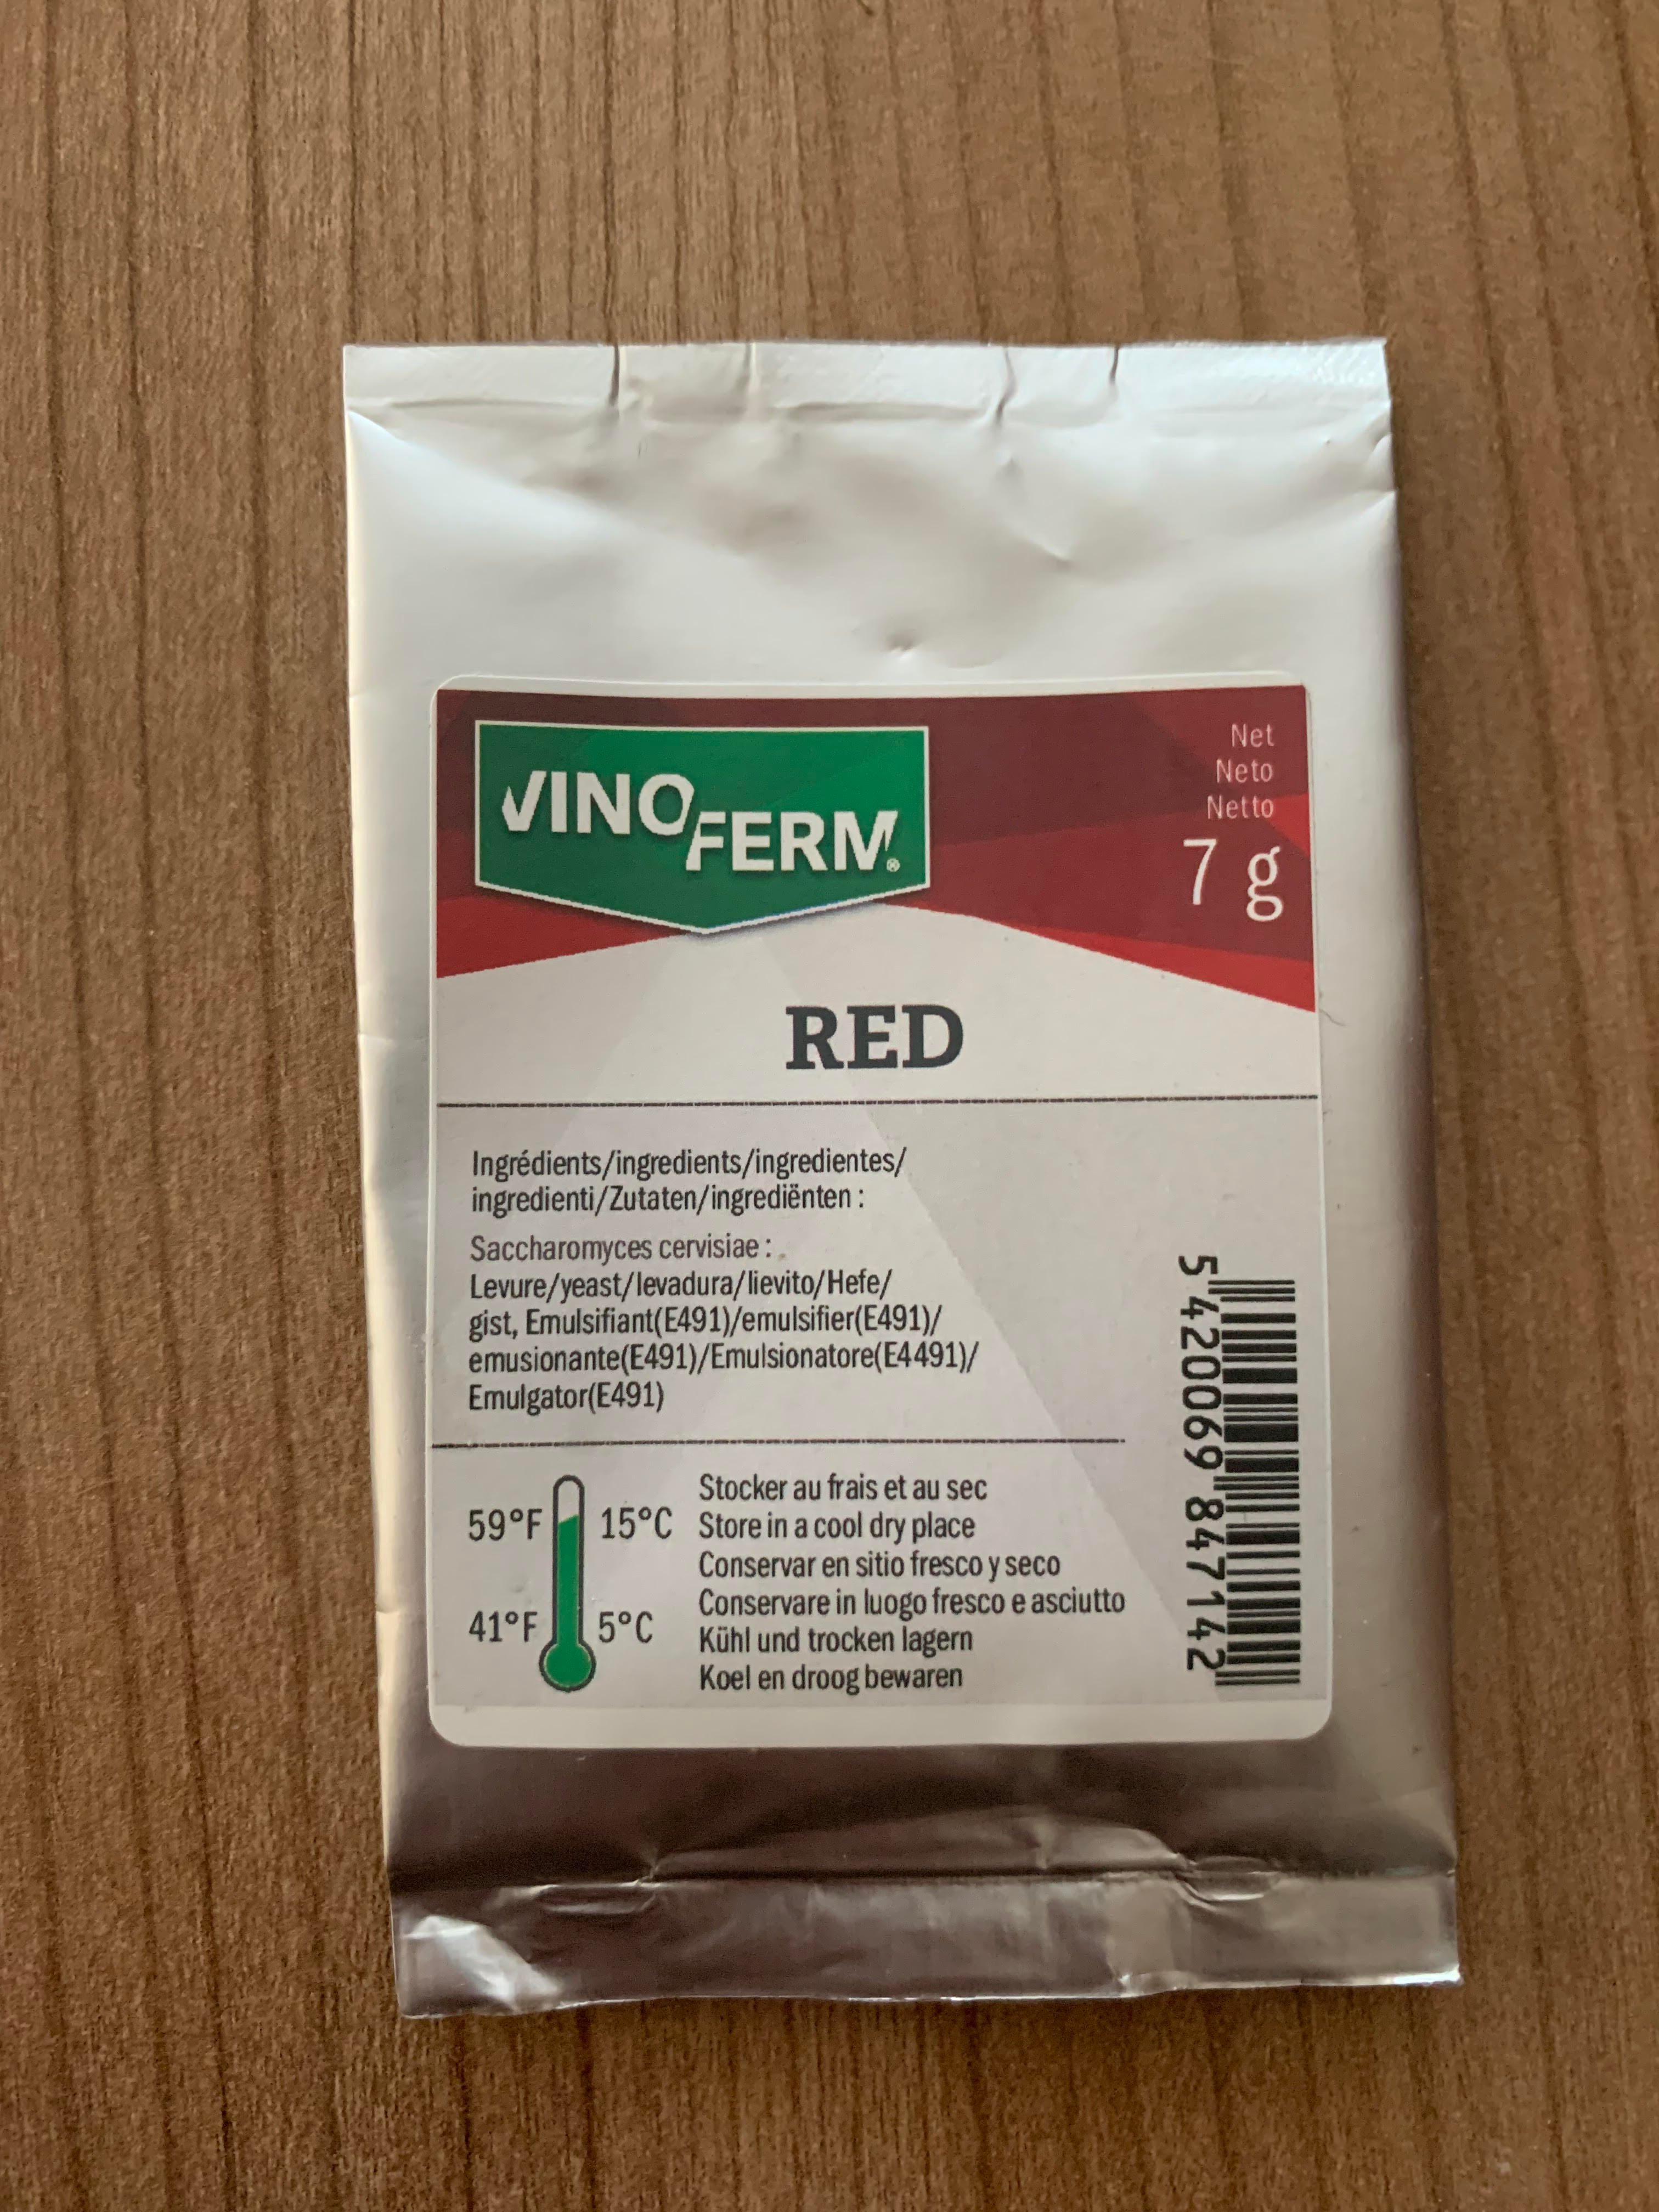 VINOFERM®
Net
Neto
Netto
7 g
RED
Ingrédients/ingredients/ingredientes/
ingredienti/Zutaten/ingrediënten :
Saccharomyces cervisiae :
Levure/yeast/levadura/lievito/Hefe/
gist, Emulsifiant(E491)/emulsifier(E491)/
emusionante(E491)/Emulsionatore(E4491)/
Emulgator(E491)
59°F 15°C
41°F 5°C
Stocker au frais et au sec
Store in a cool dry place
Conservar en sitio fresco y seco
Conservare in luogo fresco e asciutto
Kühl und trocken lagern
Koel en droog bewaren
5 420069 847142